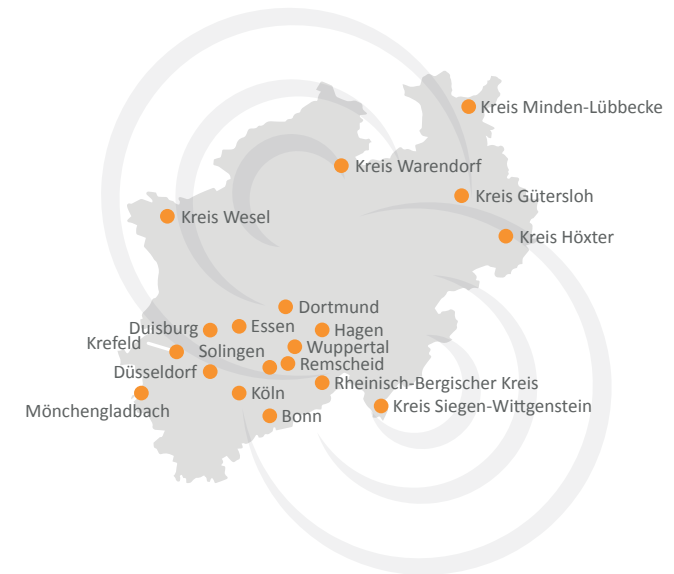 Kreis Minden-Lübbecke
Kreis Warendorf
Kreis Gütersloh
Kreis Wesel
Kreis Höxter
Dortmund
Duisburg
Essen
Hagen
Krefeld
Solingen
Wuppertal
Düsseldorf
Remscheid
Rheinisch-Bergischer Kreis
Mönchengladbach
Köln
Kreis Siegen-Wittgenstein
Bonn